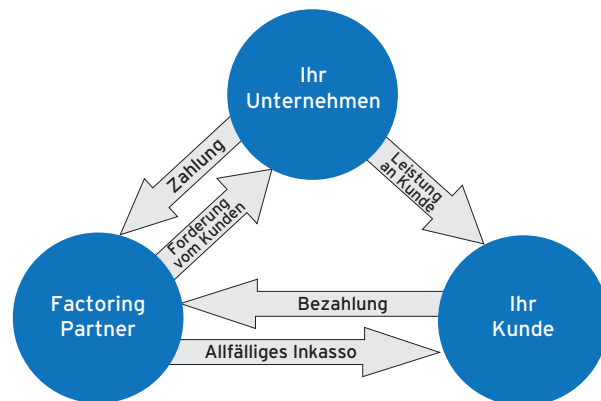 Ihr
Unternehmen
Zahlung
Leistung
an Kunde
Forderung
vom Kunden
Factoring
Partner
Bezahlung
Ihr
Kunde
Allfälliges Inkasso